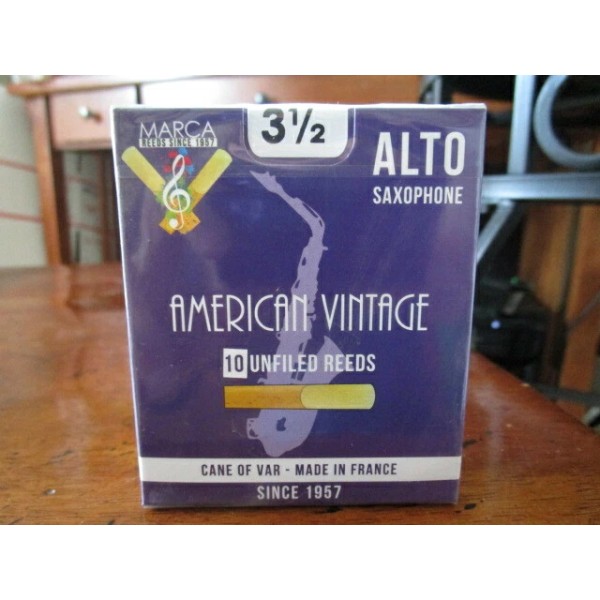 MARCA
REEDS SINCE 1957
3½
ALTO
SAXOPHONE
AMERICAN VINTAGE
10 UNFILED REEDS
CANE OF VAR - MADE IN FRANCE
SINCE 1957